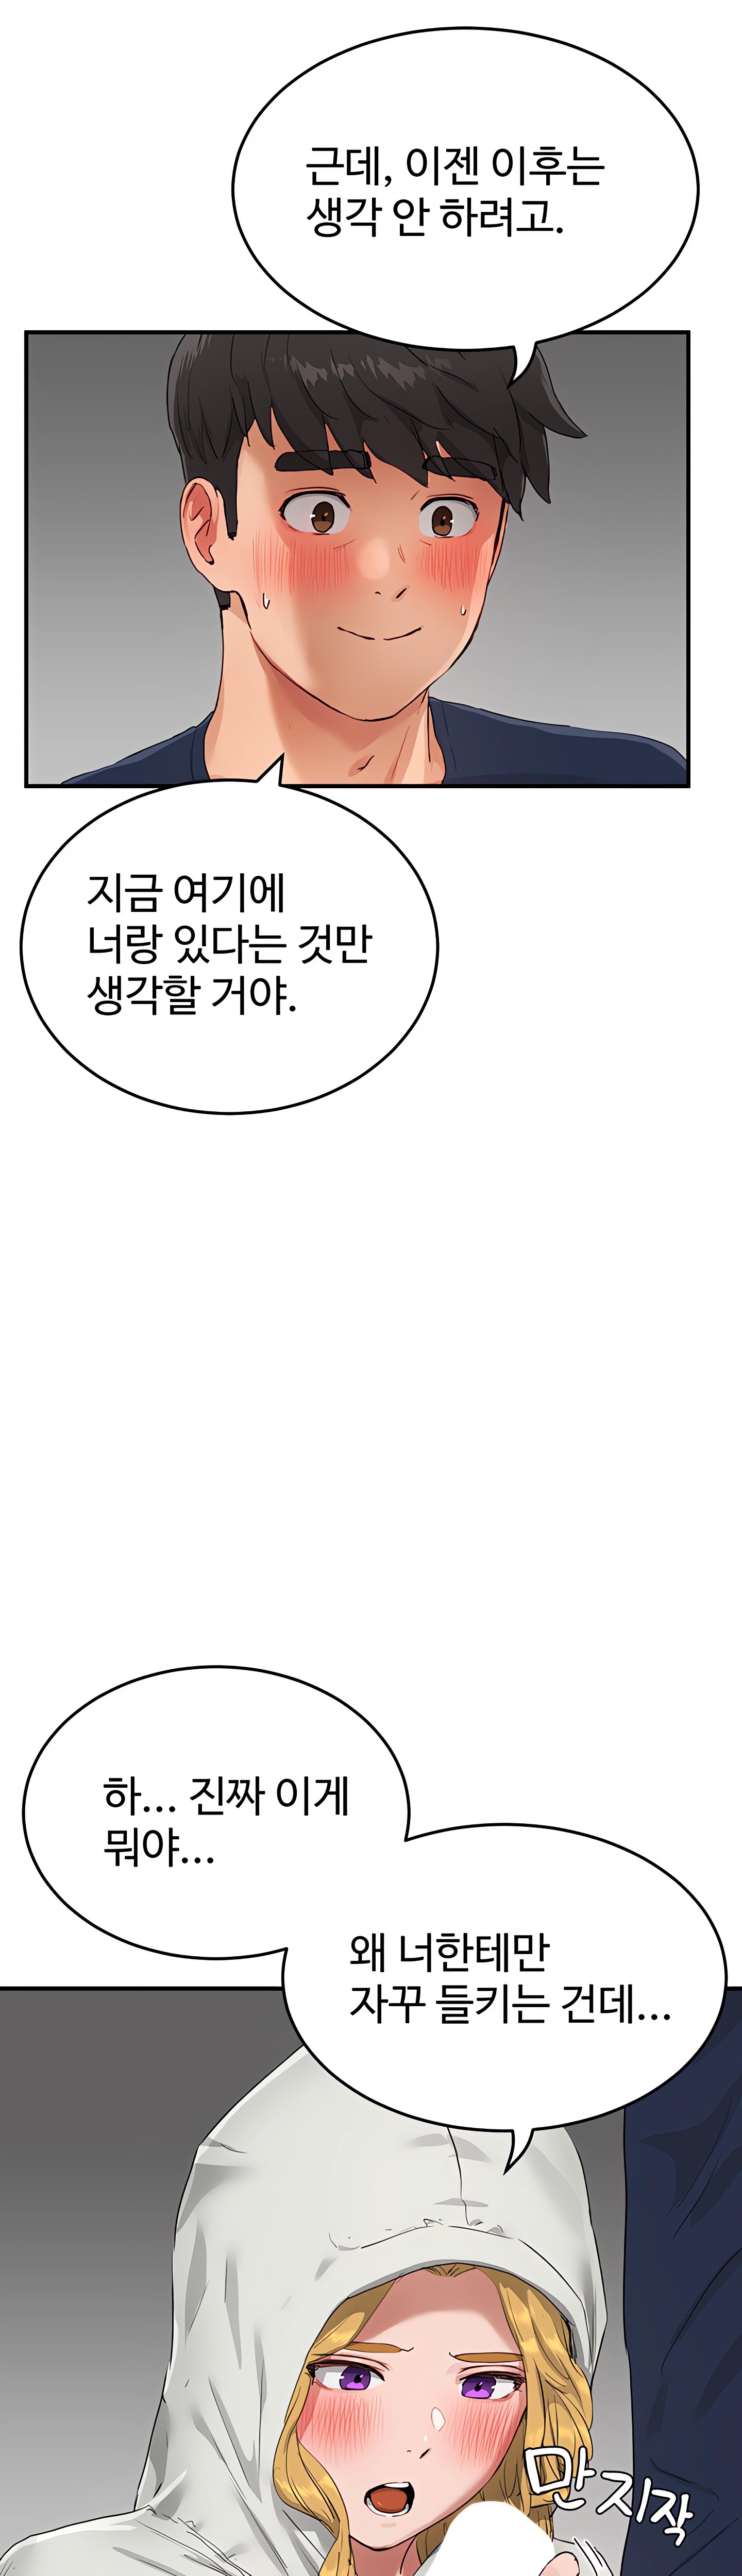 근데, 이젠 이후는
생각 안 하려고.
지금 여기에
너랑 있다는 것만
생각할 거야.
하... 진짜 이게
뭐야...
왜 너한테만
자꾸 들키는 건데...
만지작